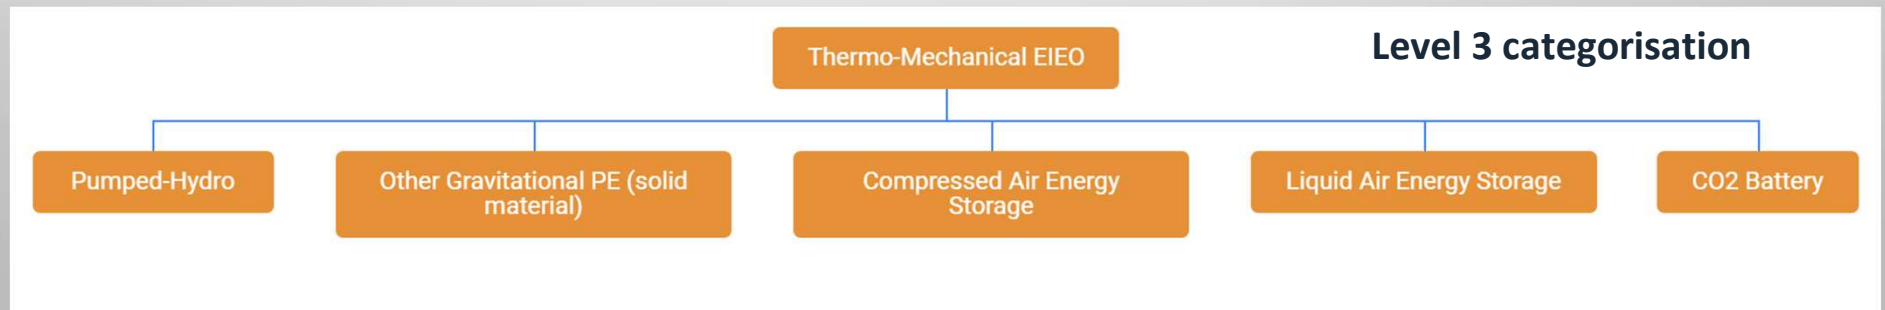 Level 3 categorisation
Thermo-Mechanical EIEO
Pumped-Hydro
Other Gravitational PE (solid
material)
Compressed Air Energy
Storage
Liquid Air Energy Storage
CO2 Battery